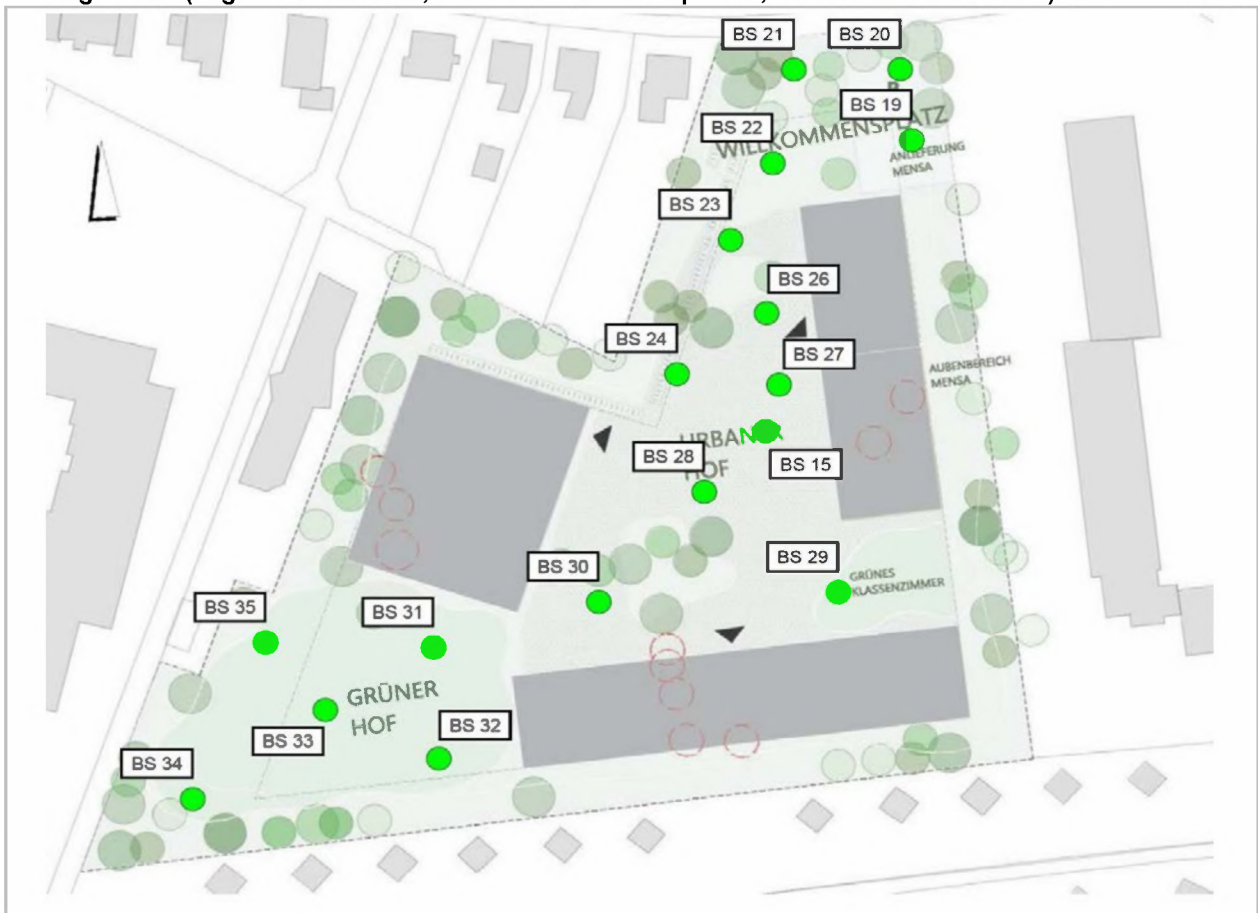 BS 21
BS 20
BS 19
BS 22
WILLKOMMENSPLATZ
ANLIEFERUNG
MENSA
BS 23
BS 26
BS 24
BS 27
AUßENBEREICH
MENSA
URBANER
HOF
BS 28
BS 15
BS 29
GRÜNES
KLASSENZIMMER
BS 30
BS 35
BS 31
GRÜNER
HOF
BS 33
BS 32
BS 34